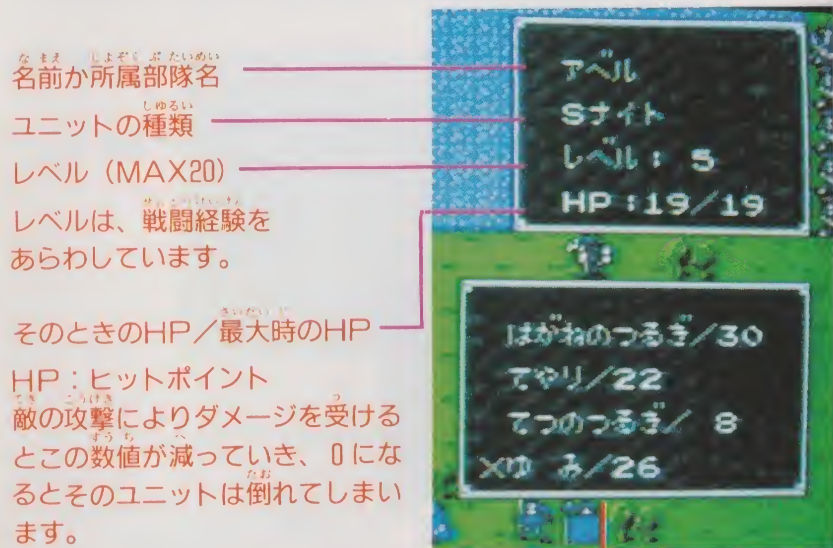 名前か所属部隊名
ユニットの種類
レベル（MAX20）
レベルは、戦闘経験を
あらわしています。
そのときのHP／最大時のHP
HP：ヒットポイント
敵の攻撃によりダメージを受ける
とこの数値が減っていき、0にな
るとそのユニットは倒れてしまい
ます。
アベル
Sナイト
レベル： 5
HP：19/19
はがねのつるぎ/30
てやり/22
てつのつるぎ/ 8
×ゆ み/26